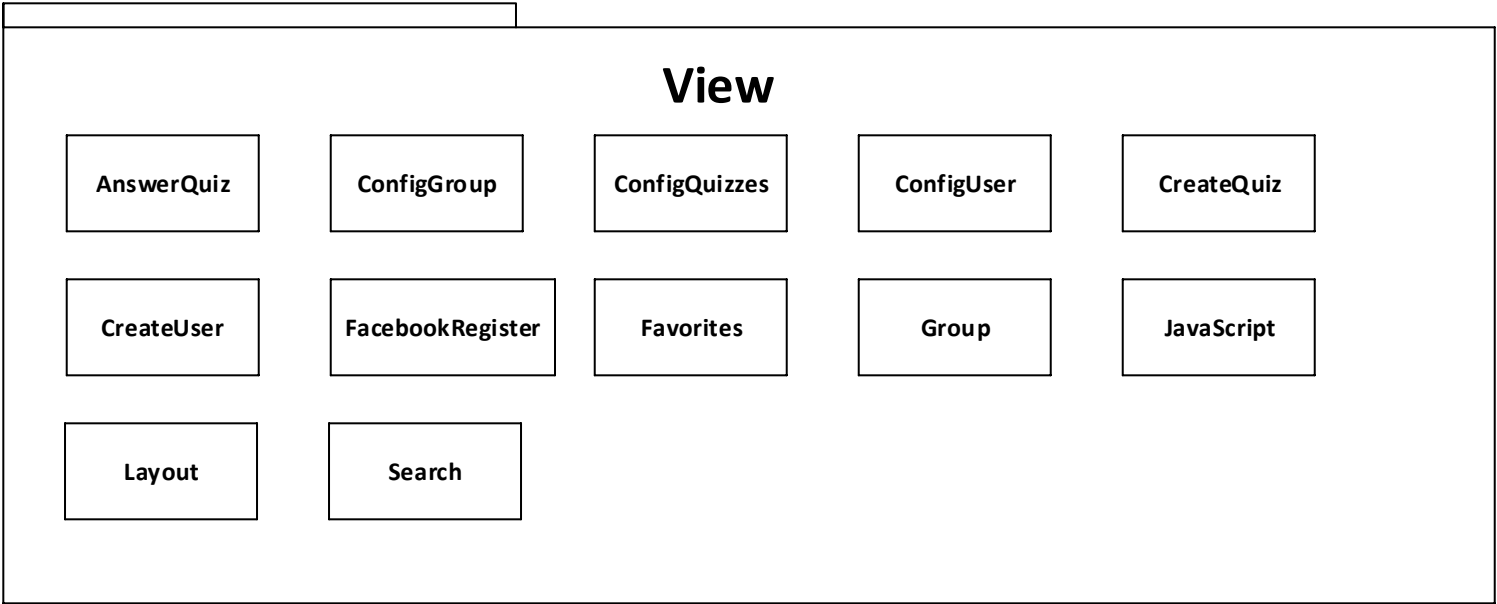 View
AnswerQuiz
ConfigGroup
ConfigQuizzes
ConfigUser
CreateQuiz
CreateUser
FacebookRegister
Favorites
Group
JavaScript
Layout
Search